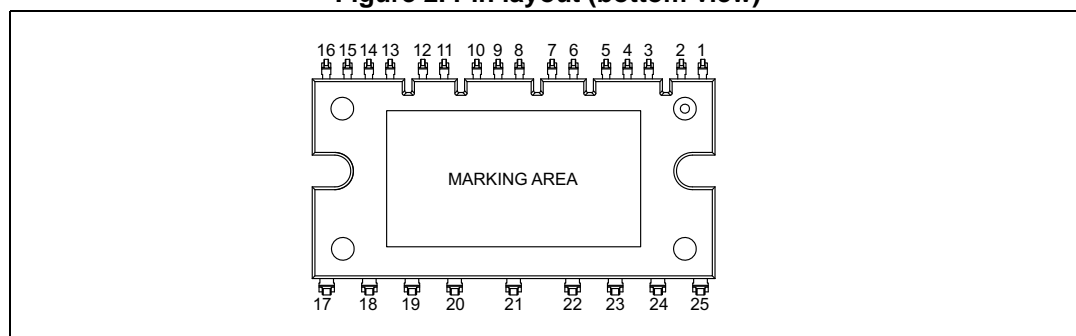 Figure 2. Pin layout (bottom view)
16 15 14 13 12 11 10 9 8 7 6 5 4 3 2 1
MARKING AREA
17 18 19 20 21 22 23 24 25